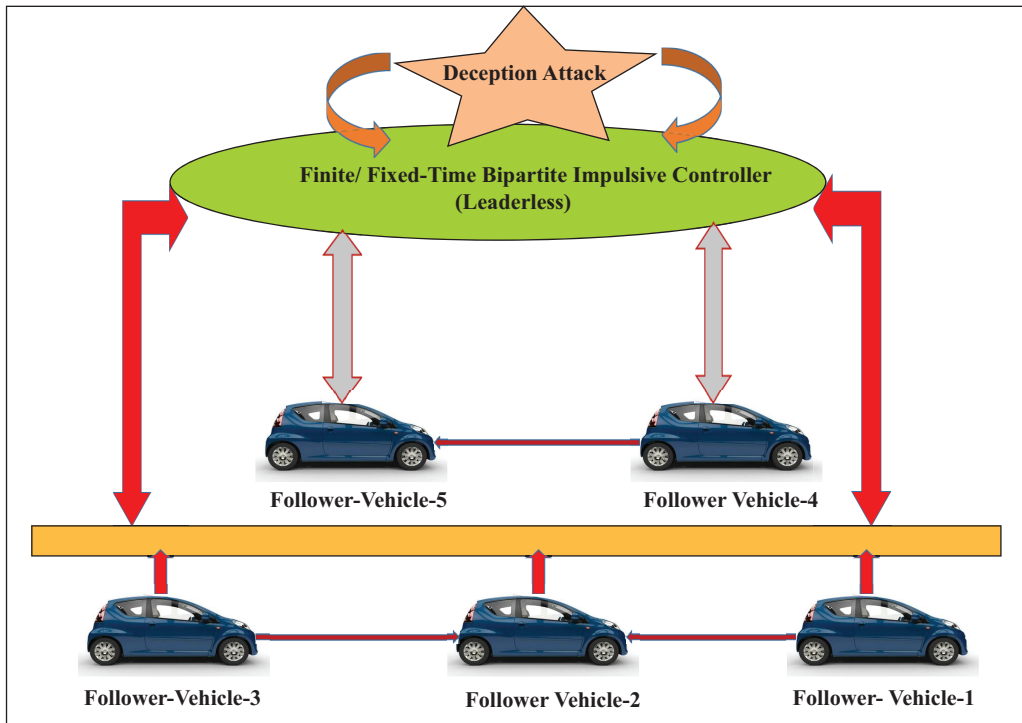 Deception Attack
Finite/ Fixed-Time Bipartite Impulsive Controller
(Leaderless)
Follower-Vehicle-5
Follower Vehicle-4
Follower-Vehicle-3
Follower Vehicle-2
Follower- Vehicle-1